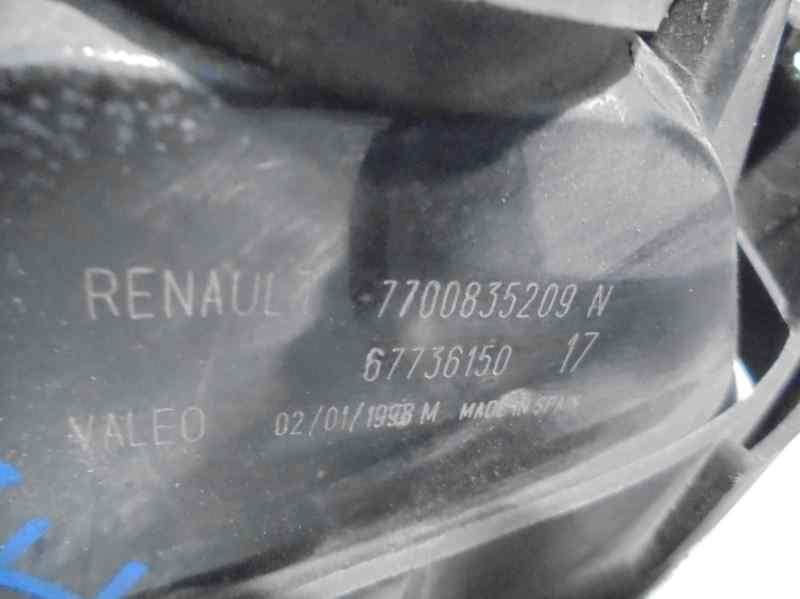 RENAULT 7700835209 N
67736150 17
VALEO 02/01/1998 M MADE IN SPAIN